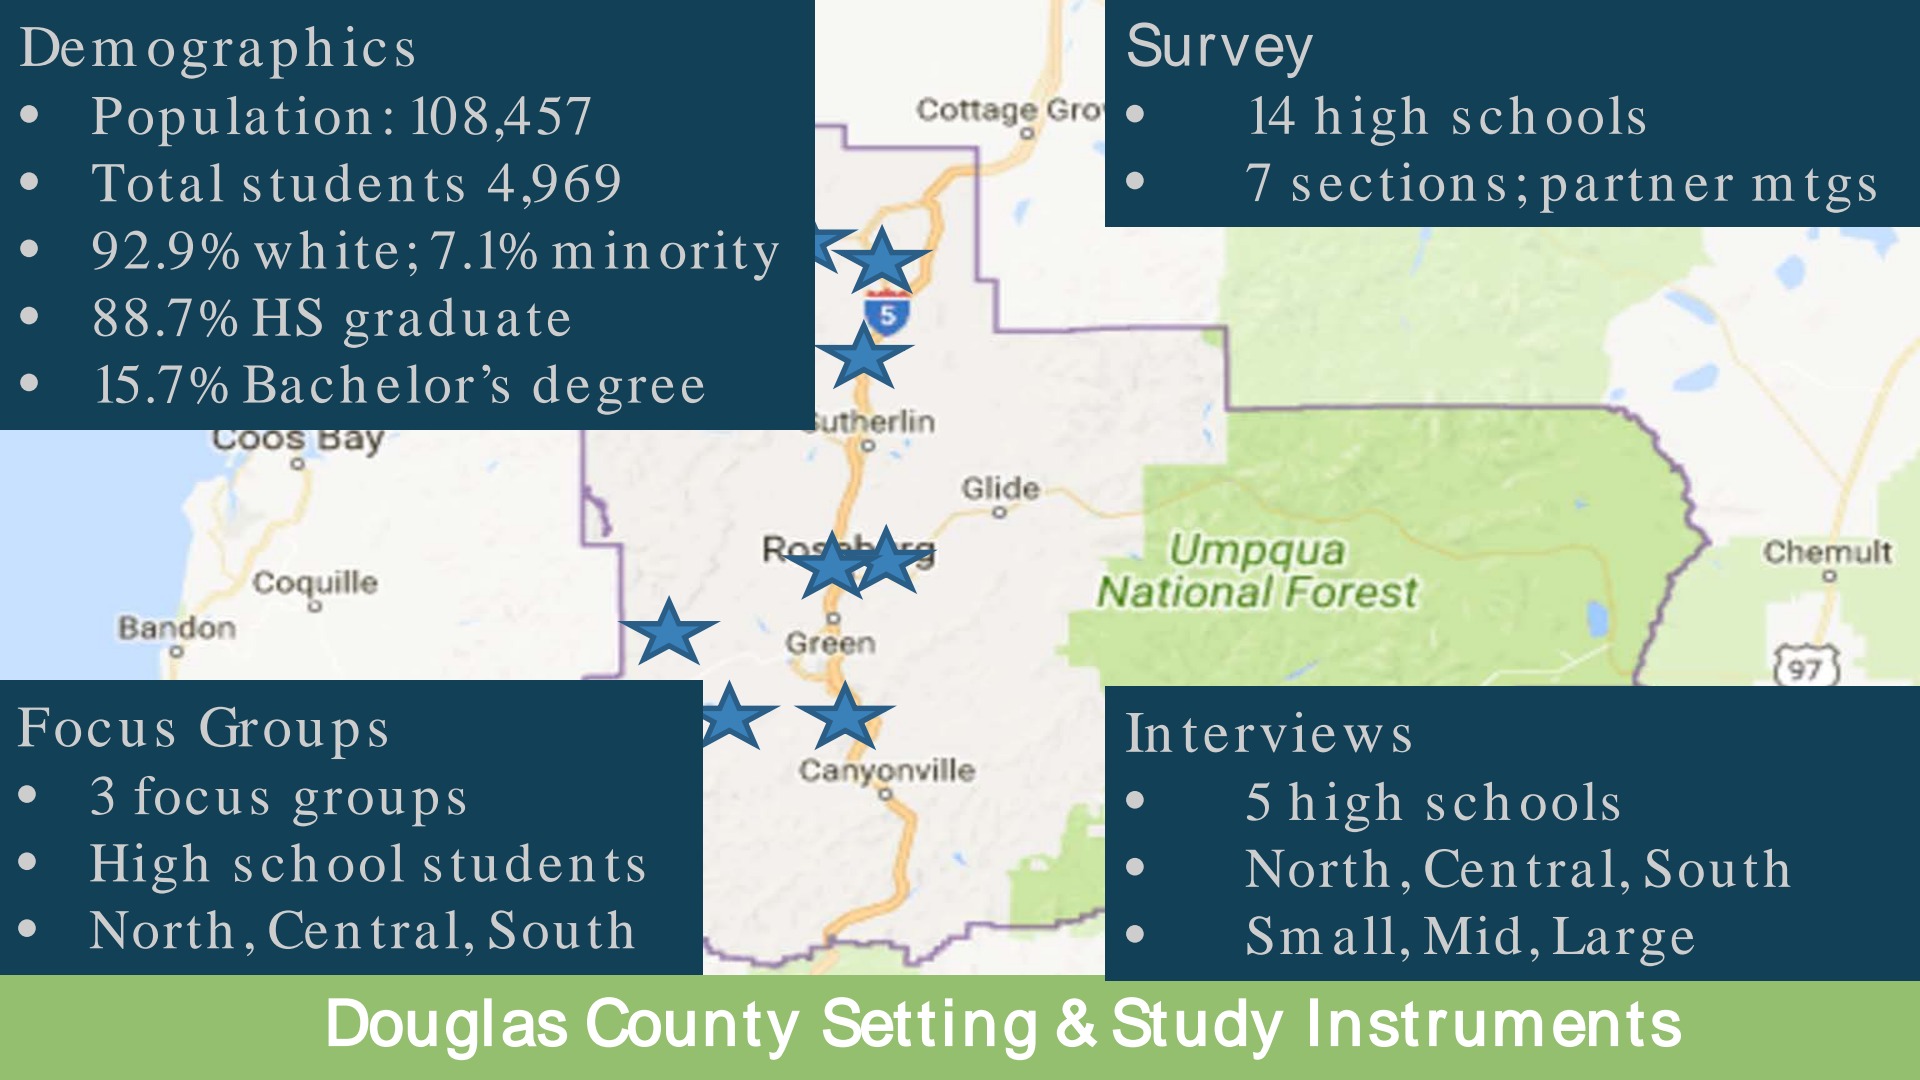 Demographics
• Population: 108,457
• Total students 4,969
• 92.9% white; 7.1% minority
• 88.7% HS graduate
• 15.7% Bachelor’s degree
Survey
• 14 high schools
• 7 sections; partner mtgs
Cottage Gro
5
Sutherlin
Coos Bay
Glide
Roseburg
Umpqua
National Forest
Chemult
Coquille
Bandon
Green
97
Canyonville
Focus Groups
• 3 focus groups
• High school students
• North, Central, South
Interviews
• 5 high schools
• North, Central, South
• Small, Mid, Large
Douglas County Setting & Study Instruments